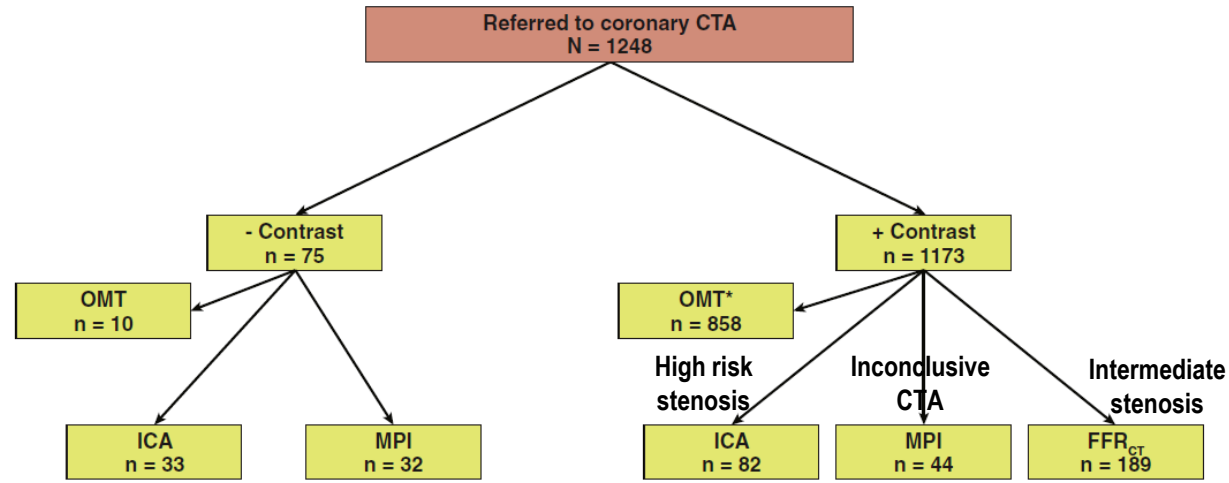 Referred to coronary CTA
N = 1248
- Contrast
n = 75
+ Contrast
n = 1173
OMT
n = 10
OMT*
n = 858
High risk
stenosis
Inconclusive
CTA
Intermediate
stenosis
ICA
n = 33
MPI
n = 32
ICA
n = 82
MPI
n = 44
FFRCT
n = 189